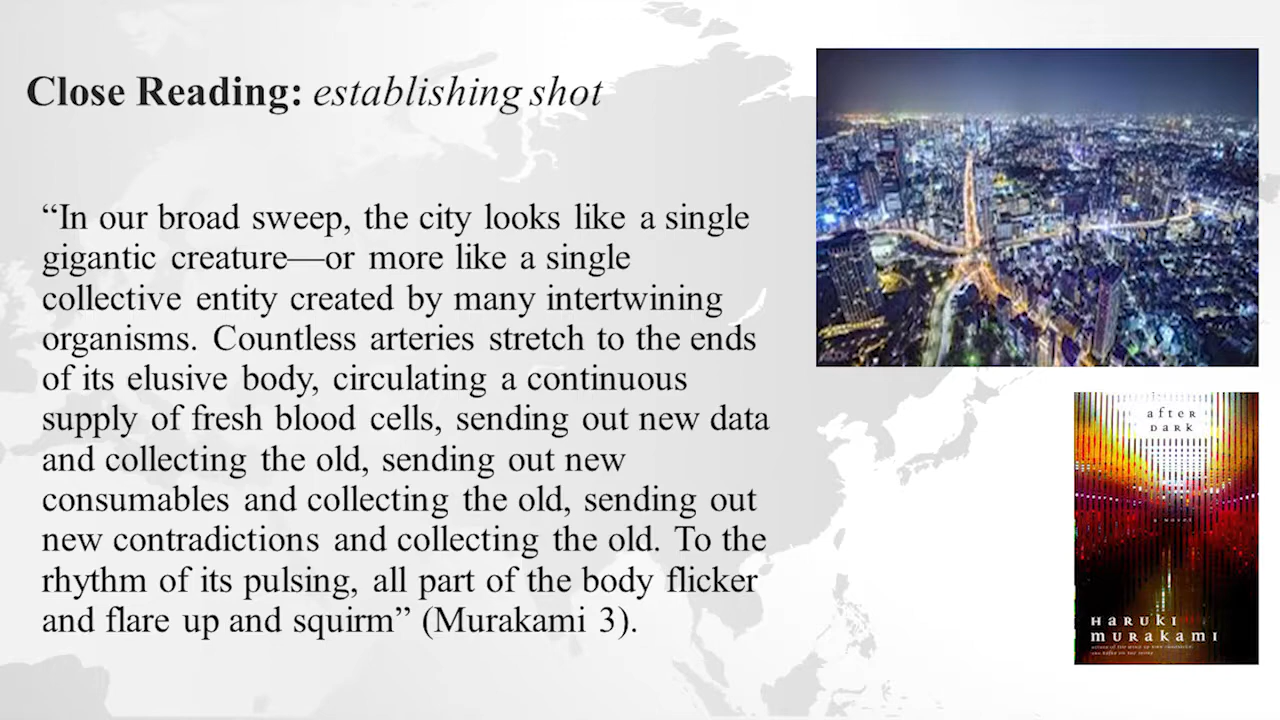 Close Reading: establishing shot
“In our broad sweep, the city looks like a single
gigantic creature—or more like a single
collective entity created by many intertwining
organisms. Countless arteries stretch to the ends
of its elusive body, circulating a continuous
supply of fresh blood cells, sending out new data
and collecting the old, sending out new
consumables and collecting the old, sending out
new contradictions and collecting the old. To the
rhythm of its pulsing, all part of the body flicker
and flare up and squirm” (Murakami 3).
after
DARK
a novel
HARUKI
murakami